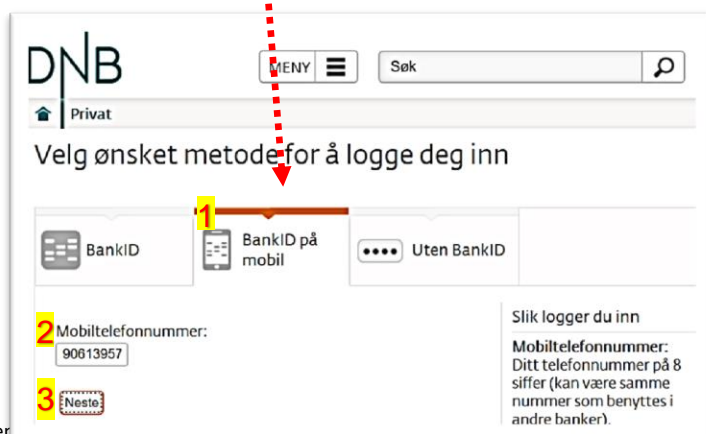 DNB
MENY
Søk
Privat
Velg ønsket metode for å logge deg inn
1
BankID
BankID på
mobil
Uten BankID
2
Mobiltelefonnummer:
90613957
3
Neste
Slik logger du inn
Mobiltelefonnummer:
Ditt telefonnummer på 8
siffer (kan være samme
nummer som benyttes i
andre banker).
er